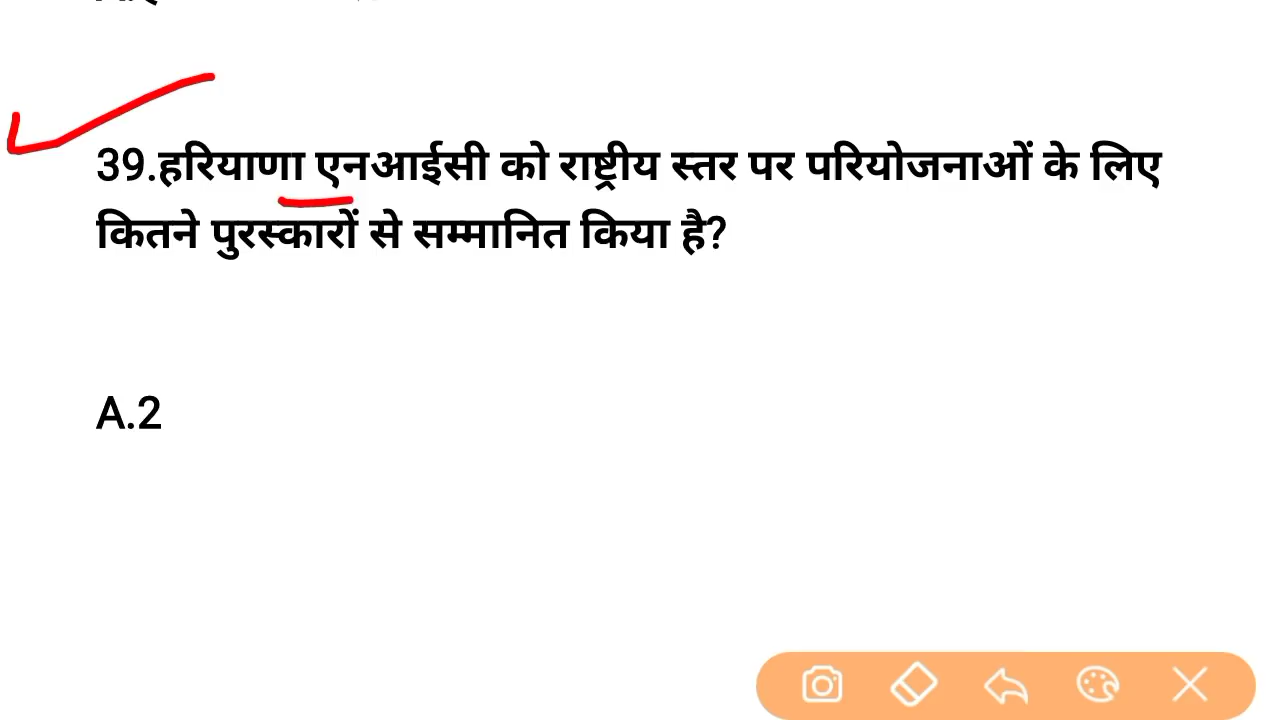 39.हरियाणा एनआईसी को राष्ट्रीय स्तर पर परियोजनाओं के लिए
कितने पुरस्कारों से सम्मानित किया है?
A.2